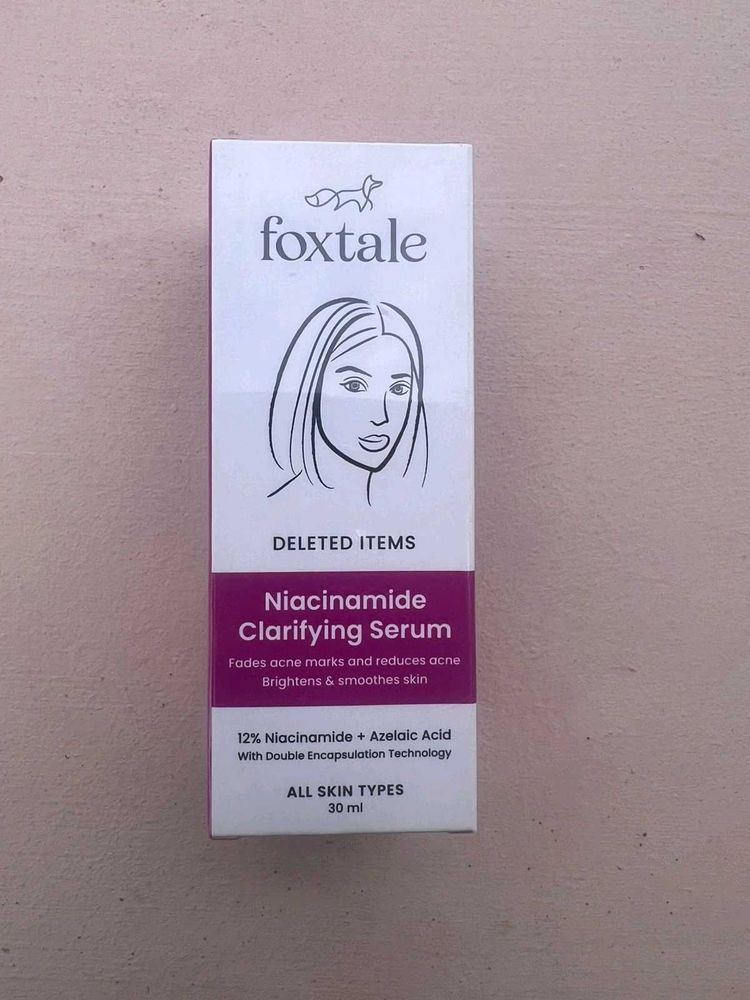 foxtale
DELETED ITEMS
Niacinamide
Clarifying Serum
Fades acne marks and reduces acne
Brightens & smoothes skin
12% Niacinamide + Azelaic Acid
With Double Encapsulation Technology
ALL SKIN TYPES
30 ml